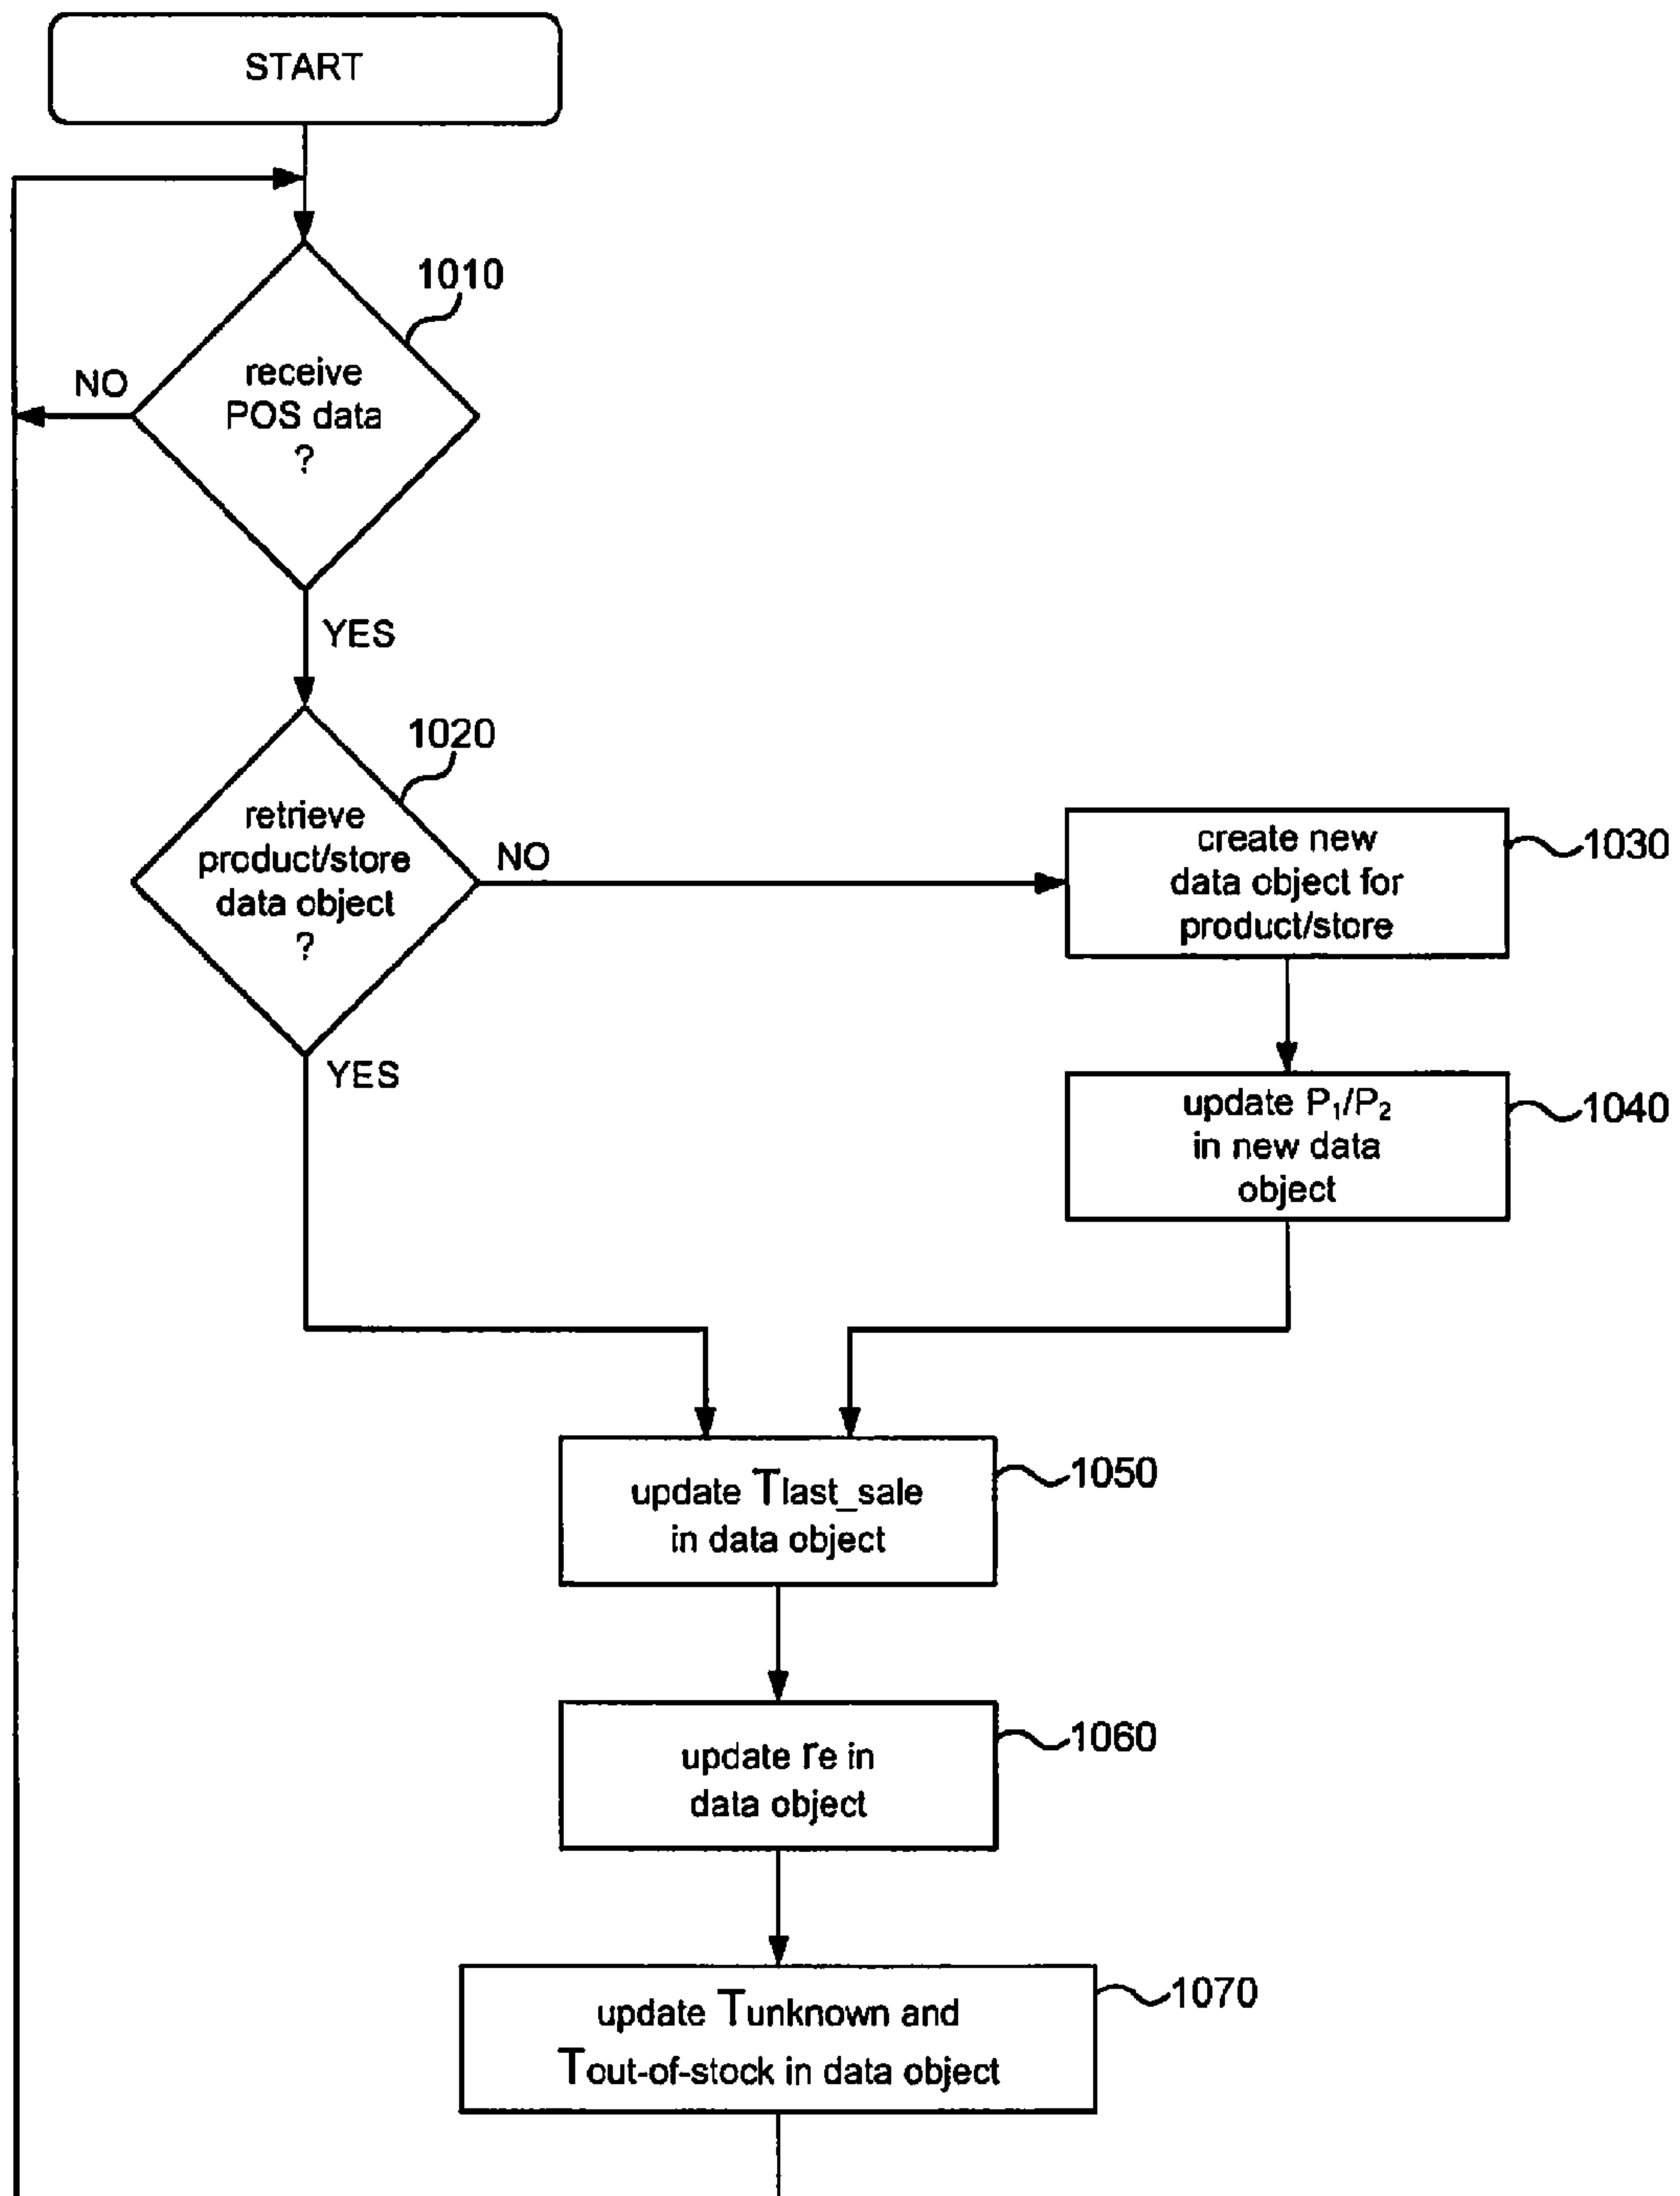 START
1010
receive
POS data
?
NO
YES
1020
retrieve
product/store
data object
?
NO
YES
create new
data object for
product/store
1030
update P₁/P₂
in new data
object
1040
update Tlast_sale
in data object
1050
update re in
data object
1060
update Tunknown and
Tout-of-stock in data object
1070